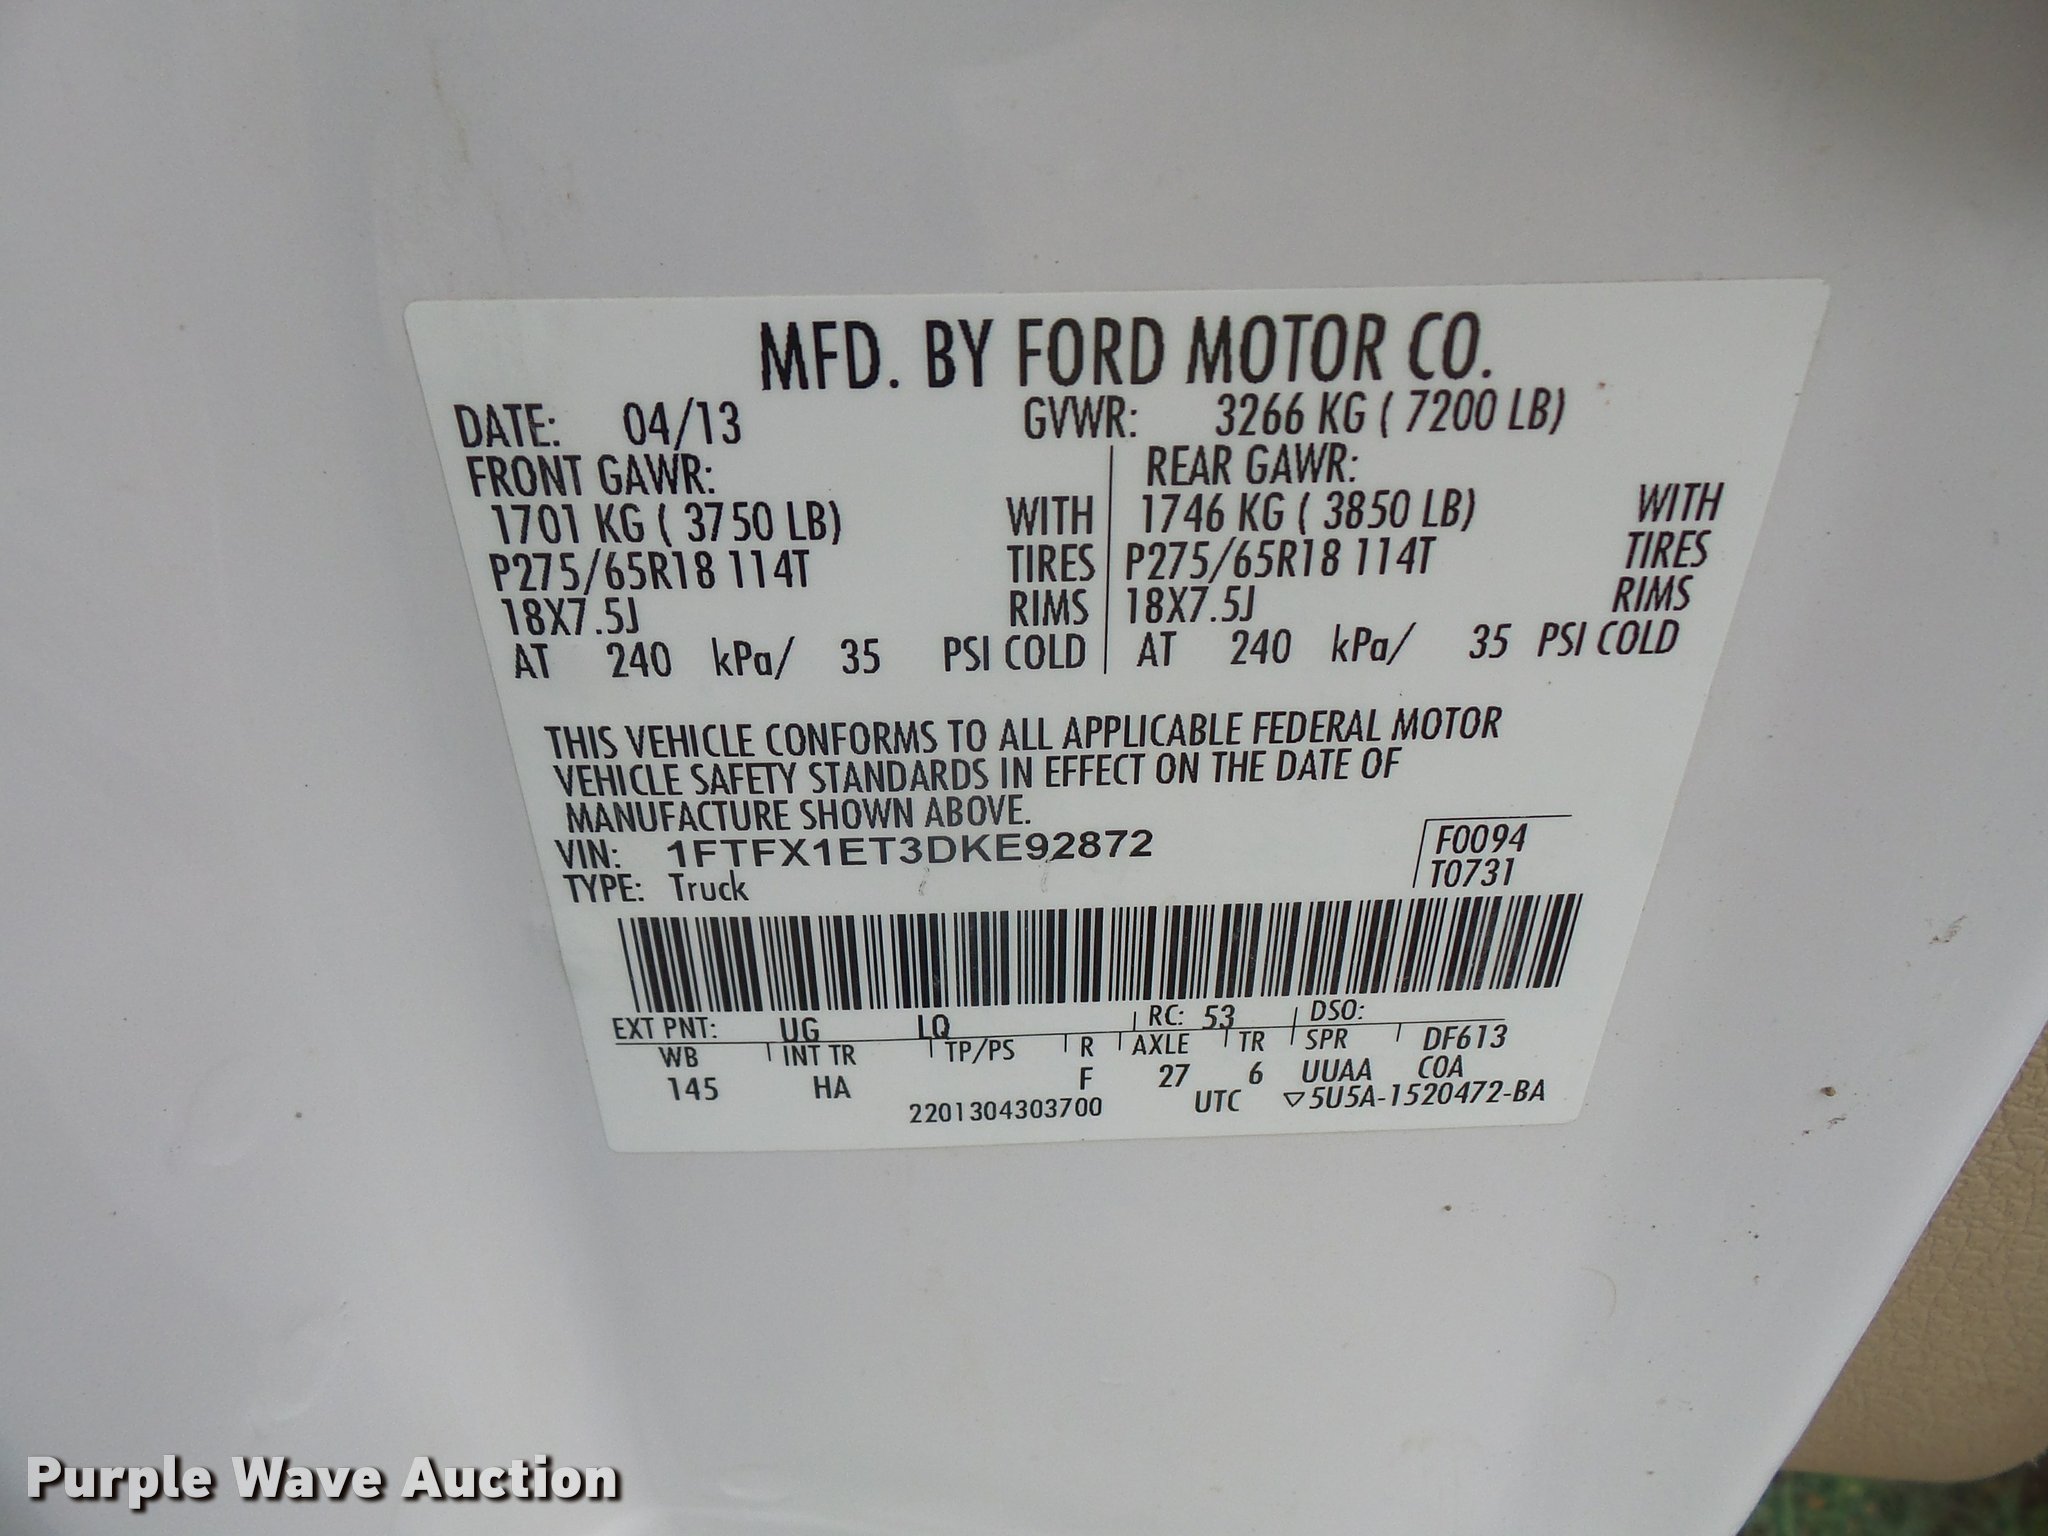 MFD. BY FORD MOTOR CO.
DATE: 04/13 GVWR: 3266 KG ( 7200 LB)
FRONT GAWR: REAR GAWR:
1701 KG ( 3750 LB) WITH 1746 KG ( 3850 LB) WITH
P275/65R18 114T TIRES P275/65R18 114T TIRES
18X7.5J RIMS 18X7.5J RIMS
AT 240 kPa/ 35 PSI COLD AT 240 kPa/ 35 PSI COLD
THIS VEHICLE CONFORMS TO ALL APPLICABLE FEDERAL MOTOR
VEHICLE SAFETY STANDARDS IN EFFECT ON THE DATE OF
MANUFACTURE SHOWN ABOVE.
VIN: 1FTFX1ET3DKE92872 F0094
TYPE: Truck T0731
EXT PNT: UG LQ RC: 53 DSO:
WB INT TR TP/PS R AXLE TR SPR DF613
145 HA F 27 6 UUAA COA
2201304303700 UTC ▽5U5A-1520472-BA
Purple Wave Auction